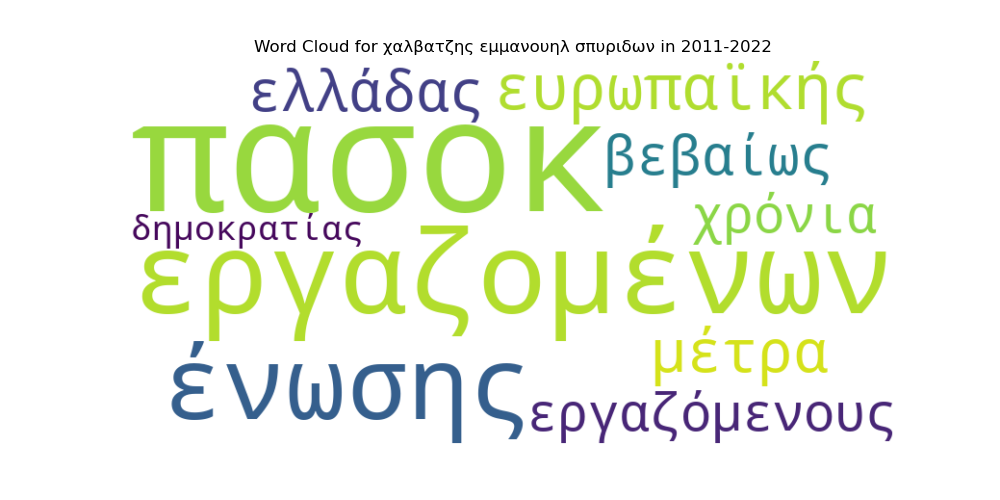 Word Cloud for χαλβατζης εμμανουηλ σπυριδων in 2011-2022
ελλάδας ευρωπαϊκής
πασοκ
βεβαίως
χρόνια
δημοκρατίας
εργαζομένων
μέτρα
ένωσης
εργαζόμενους